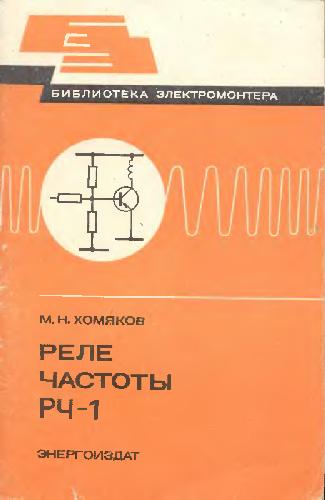 БИБЛИОТЕКА ЭЛЕКТРОМОНТЕРА
М. Н. ХОМЯКОВ
РЕЛЕ
ЧАСТОТЫ
РЧ-1
ЭНЕРГОИЗДАТ